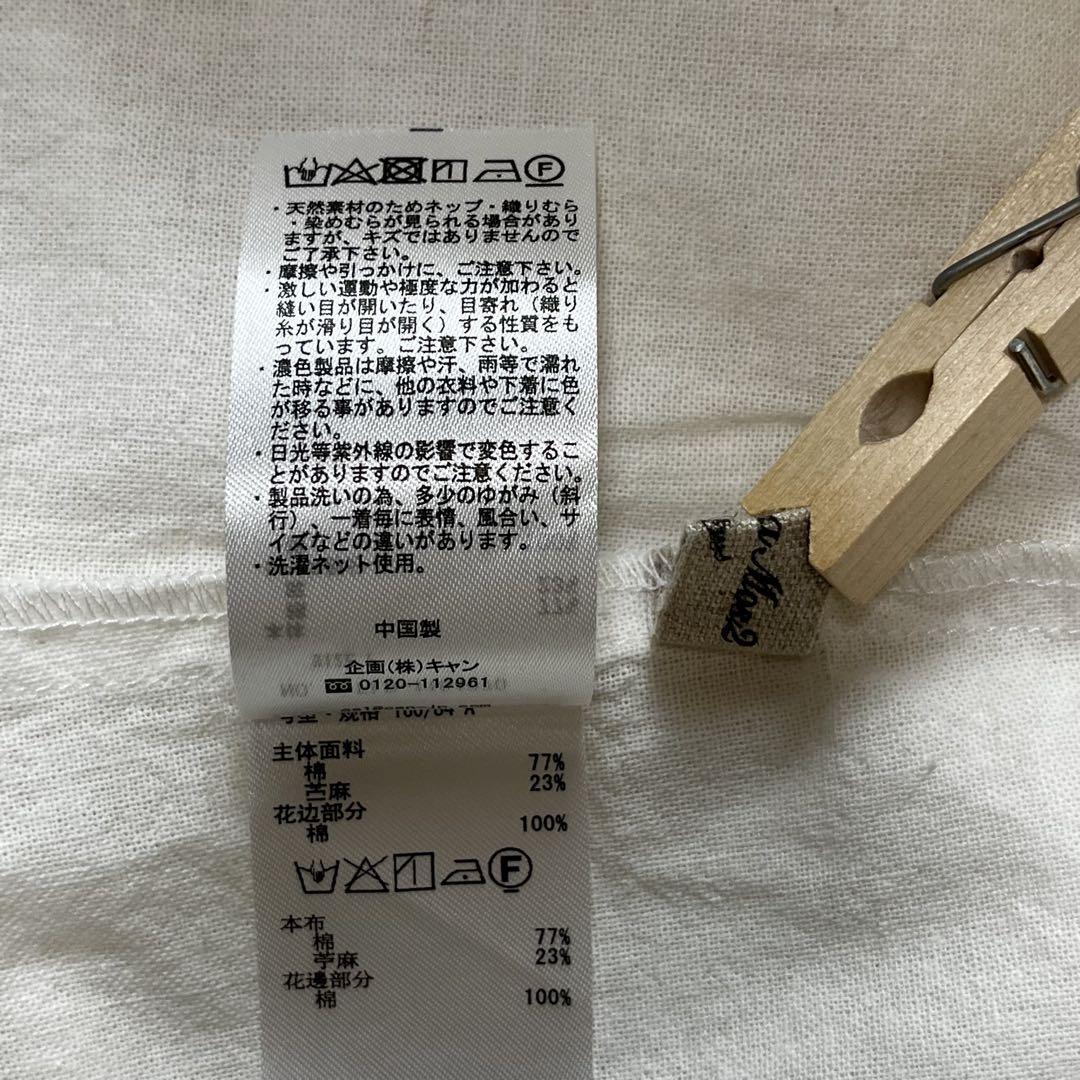 ・天然素材のためネップ・織りむら
・染めむらが見られる場合があり
ますが、キズではありませんので
ご了承下さい。
・摩擦や引っかけに、ご注意下さい。
・激しい運動や極度な力が加わると
縫い目が開いたり、目寄れ（織り
糸が滑り目が開く）する性質をも
っています。ご注意下さい。
・濃色製品は摩擦や汗、雨等で濡れ
た時などに、他の衣料や下着に色
が移る事がありますのでご注意く
ださい。
・日光等紫外線の影響で変色するこ
とがありますのでご注意ください。
・製品洗いの為、多少のゆがみ（斜
行）、一着毎に表情、風合い、サ
イズなどの違いがあります。
・洗濯ネット使用。
中国製
企画(株)キャン
0120-112961
号型・规格 160/84 A
主体面料
棉 77%
苎麻 23%
花边部分
棉 100%
F
本布
棉 77%
苧麻 23%
花邊部分
棉 100%
Mos2